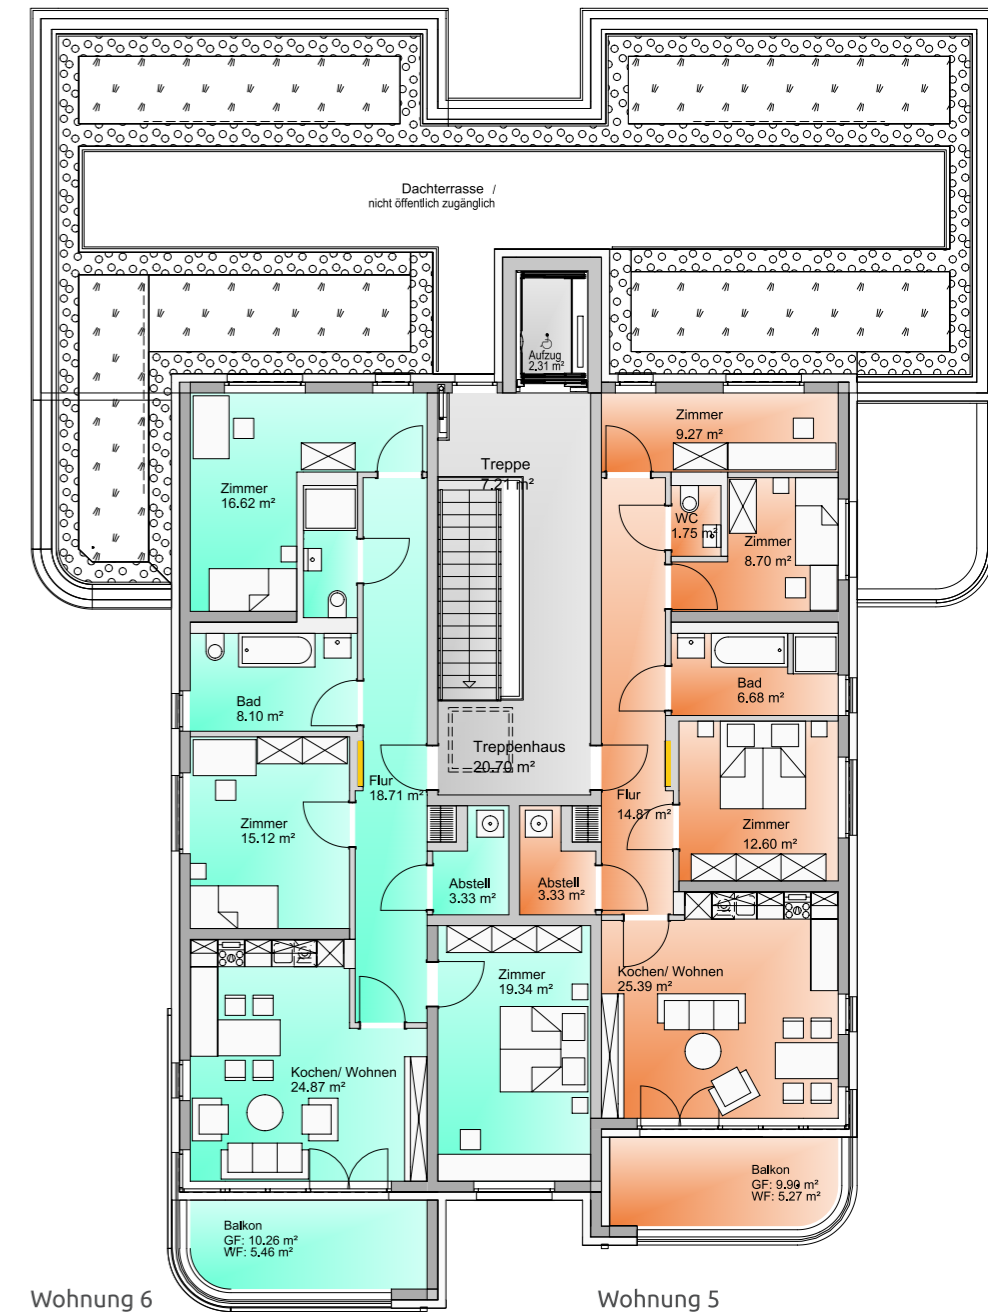 Dachterrasse /
nicht öffentlich zugänglich
Aufzug
2.31 m²
Zimmer
9.27 m²
Treppe
7.21 m²
Zimmer
16.62 m²
WC
1.75 m²
Zimmer
8.70 m²
Bad
8.10 m²
Bad
6.68 m²
Treppenhaus
20.70 m²
Flur
18.71 m²
Flur
14.87 m²
Zimmer
15.12 m²
Zimmer
12.60 m²
Abstell
3.33 m²
Abstell
3.33 m²
Zimmer
19.34 m²
Kochen/ Wohnen
25.39 m²
Kochen/ Wohnen
24.87 m²
Balkon
GF: 9.90 m²
WF: 5.27 m²
Balkon
GF: 10.26 m²
WF: 5.46 m²
Wohnung 6
Wohnung 5